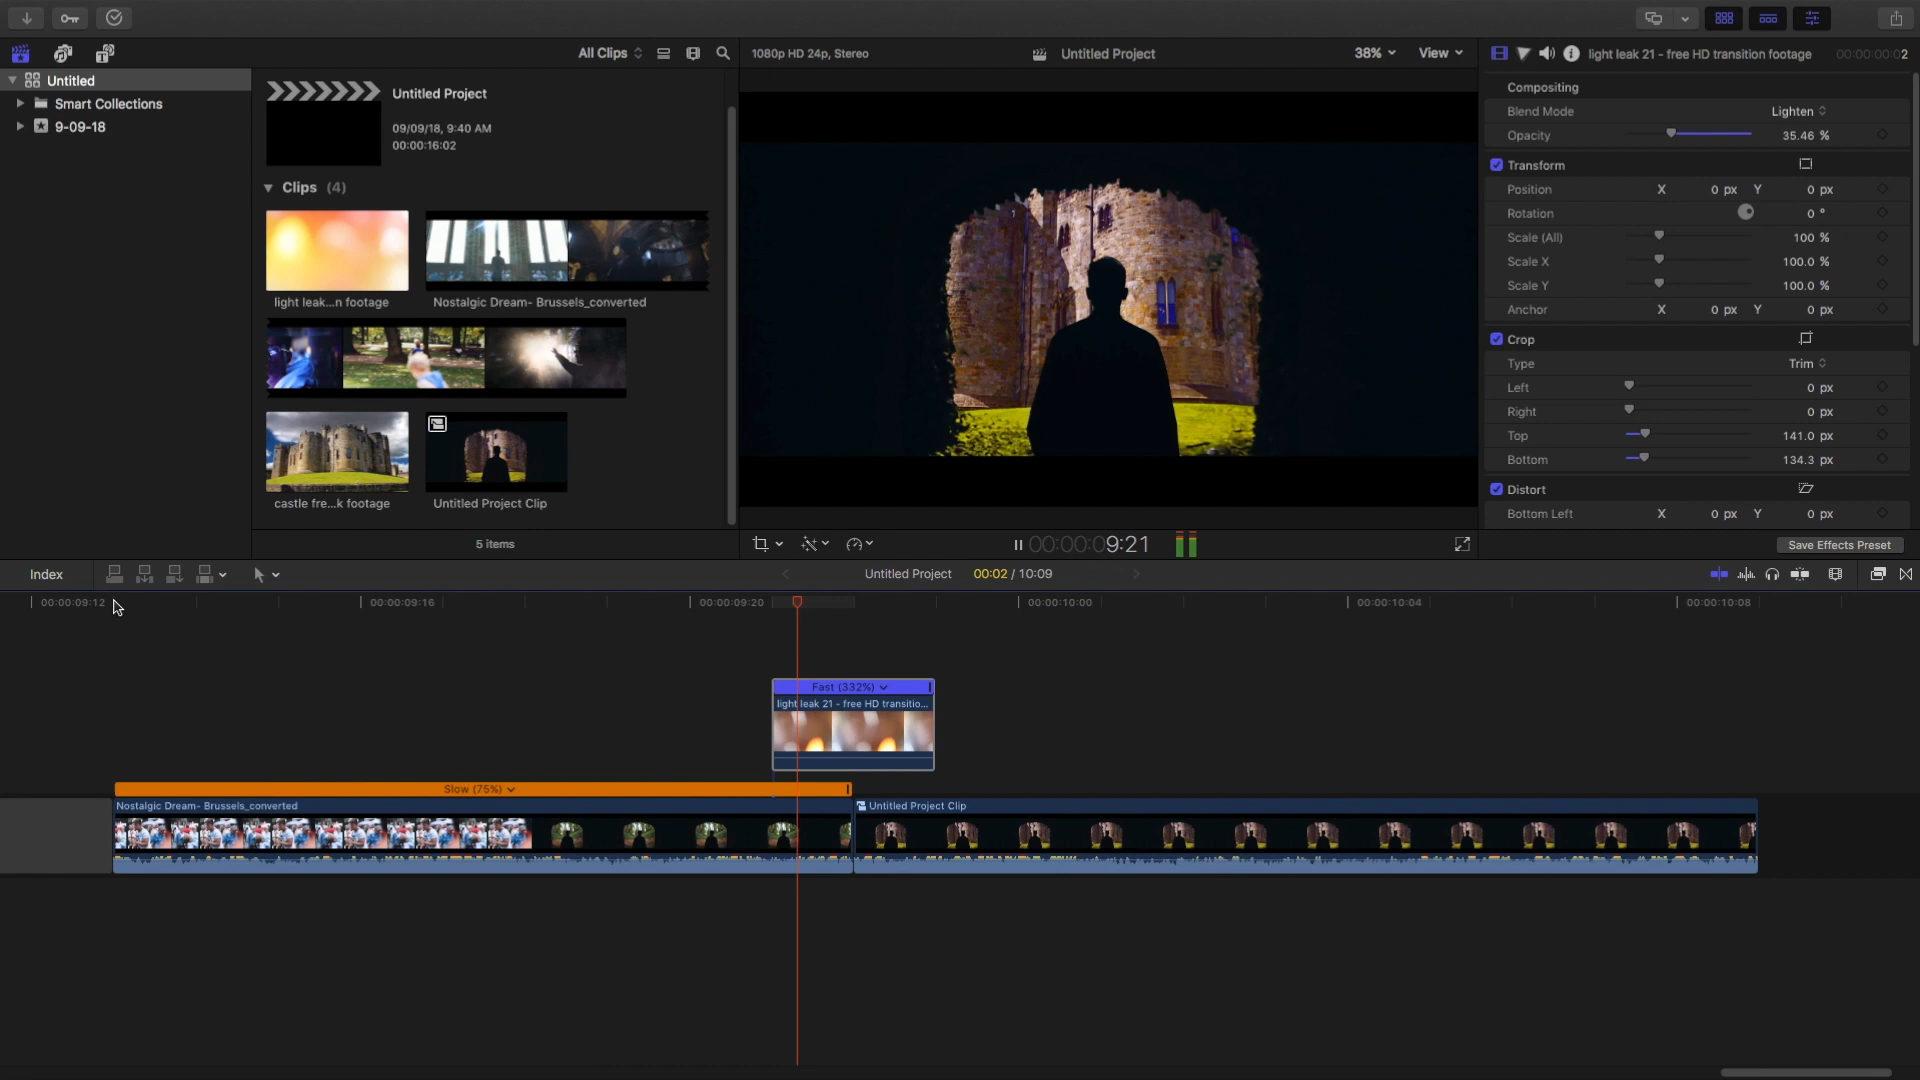 All Clips
1080p HD 24p, Stereo
Untitled Project
38%
View
light leak 21 - free HD transition footage
00:00:00:02
Untitled
Smart Collections
9-09-18
Untitled Project
09/09/18, 9:40 AM
00:00:16:02
Clips (4)
light leak...n footage
Nostalgic Dream- Brussels_converted
castle fre...k footage
Untitled Project Clip
5 items
Compositing
Blend Mode Lighten
Opacity 35.46 %
Transform
Position X 0 px Y 0 px
Rotation 0 °
Scale (All) 100 %
Scale X 100.0 %
Scale Y 100.0 %
Anchor X 0 px Y 0 px
Crop
Type Trim
Left 0 px
Right 0 px
Top 141.0 px
Bottom 134.3 px
Distort
Bottom Left X 0 px Y 0 px
Save Effects Preset
00:00:09:21
Index
Untitled Project
00:02 / 10:09
00:00:09:12
00:00:09:16
00:00:09:20
00:00:10:00
00:00:10:04
00:00:10:08
Fast (332%)
light leak 21 - free HD transitio...
Slow (75%)
Nostalgic Dream- Brussels_converted
Untitled Project Clip